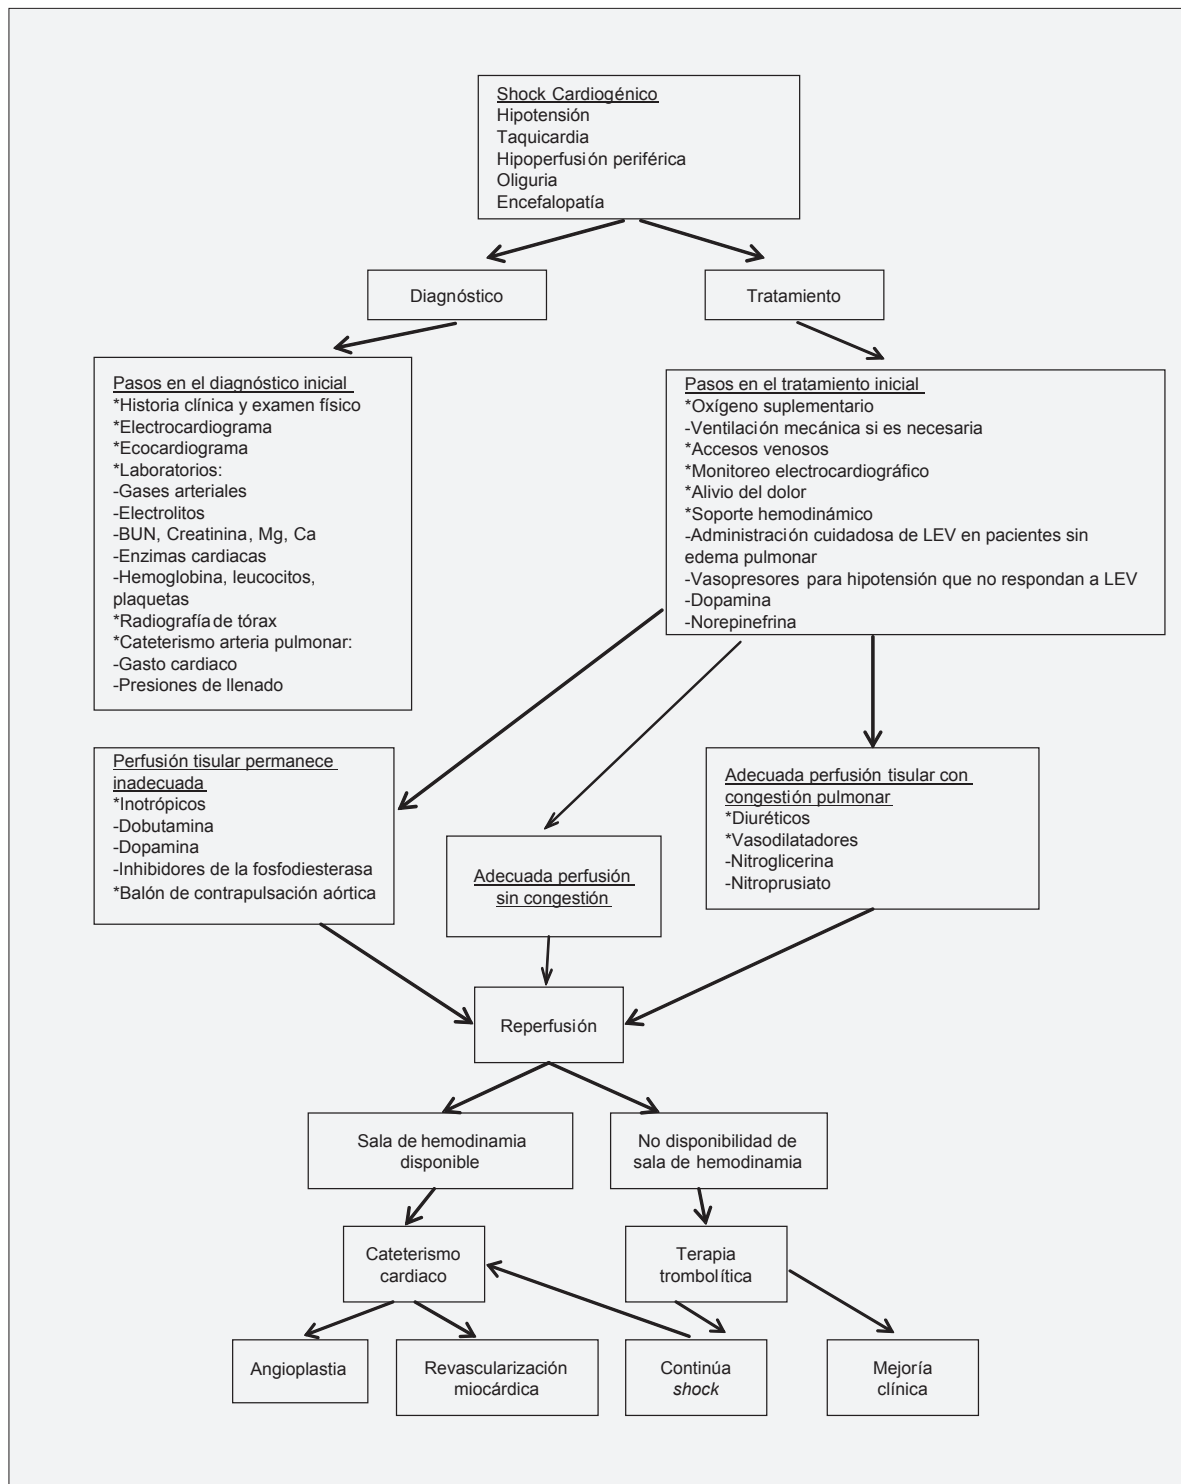 Shock Cardiogénico
Hipotensión
Taquicardia
Hipoperfusión periférica
Oliguria
Encefalopatía
Diagnóstico
Tratamiento
Pasos en el diagnóstico inicial
*Historia clínica y examen físico
*Electrocardiograma
*Ecocardiograma
*Laboratorios:
-Gases arteriales
-Electrolitos
-BUN, Creatinina, Mg, Ca
-Enzimas cardiacas
-Hemoglobina, leucocitos,
plaquetas
*Radiografía de tórax
*Cateterismo arteria pulmonar:
-Gasto cardiaco
-Presiones de llenado
Pasos en el tratamiento inicial
*Oxígeno suplementario
-Ventilación mecánica si es necesaria
*Accesos venosos
*Monitoreo electrocardiográfico
*Alivio del dolor
*Soporte hemodinámico
-Administración cuidadosa de LEV en pacientes sin
edema pulmonar
-Vasopresores para hipotensión que no respondan a LEV
-Dopamina
-Norepinefrina
Perfusión tisular permanece
inadecuada
*Inotrópicos
-Dobutamina
-Dopamina
-Inhibidores de la fosfodiesterasa
*Balón de contrapulsación aórtica
Adecuada perfusión
sin congestión
Adecuada perfusión tisular con
congestión pulmonar
*Diuréticos
*Vasodilatadores
-Nitroglicerina
-Nitroprusiato
Reperfusión
Sala de hemodinamia
disponible
No disponibilidad de
sala de hemodinamia
Cateterismo
cardiaco
Terapia
trombolítica
Angioplastia
Revascularización
miocárdica
Continúa
shock
Mejoría
clínica